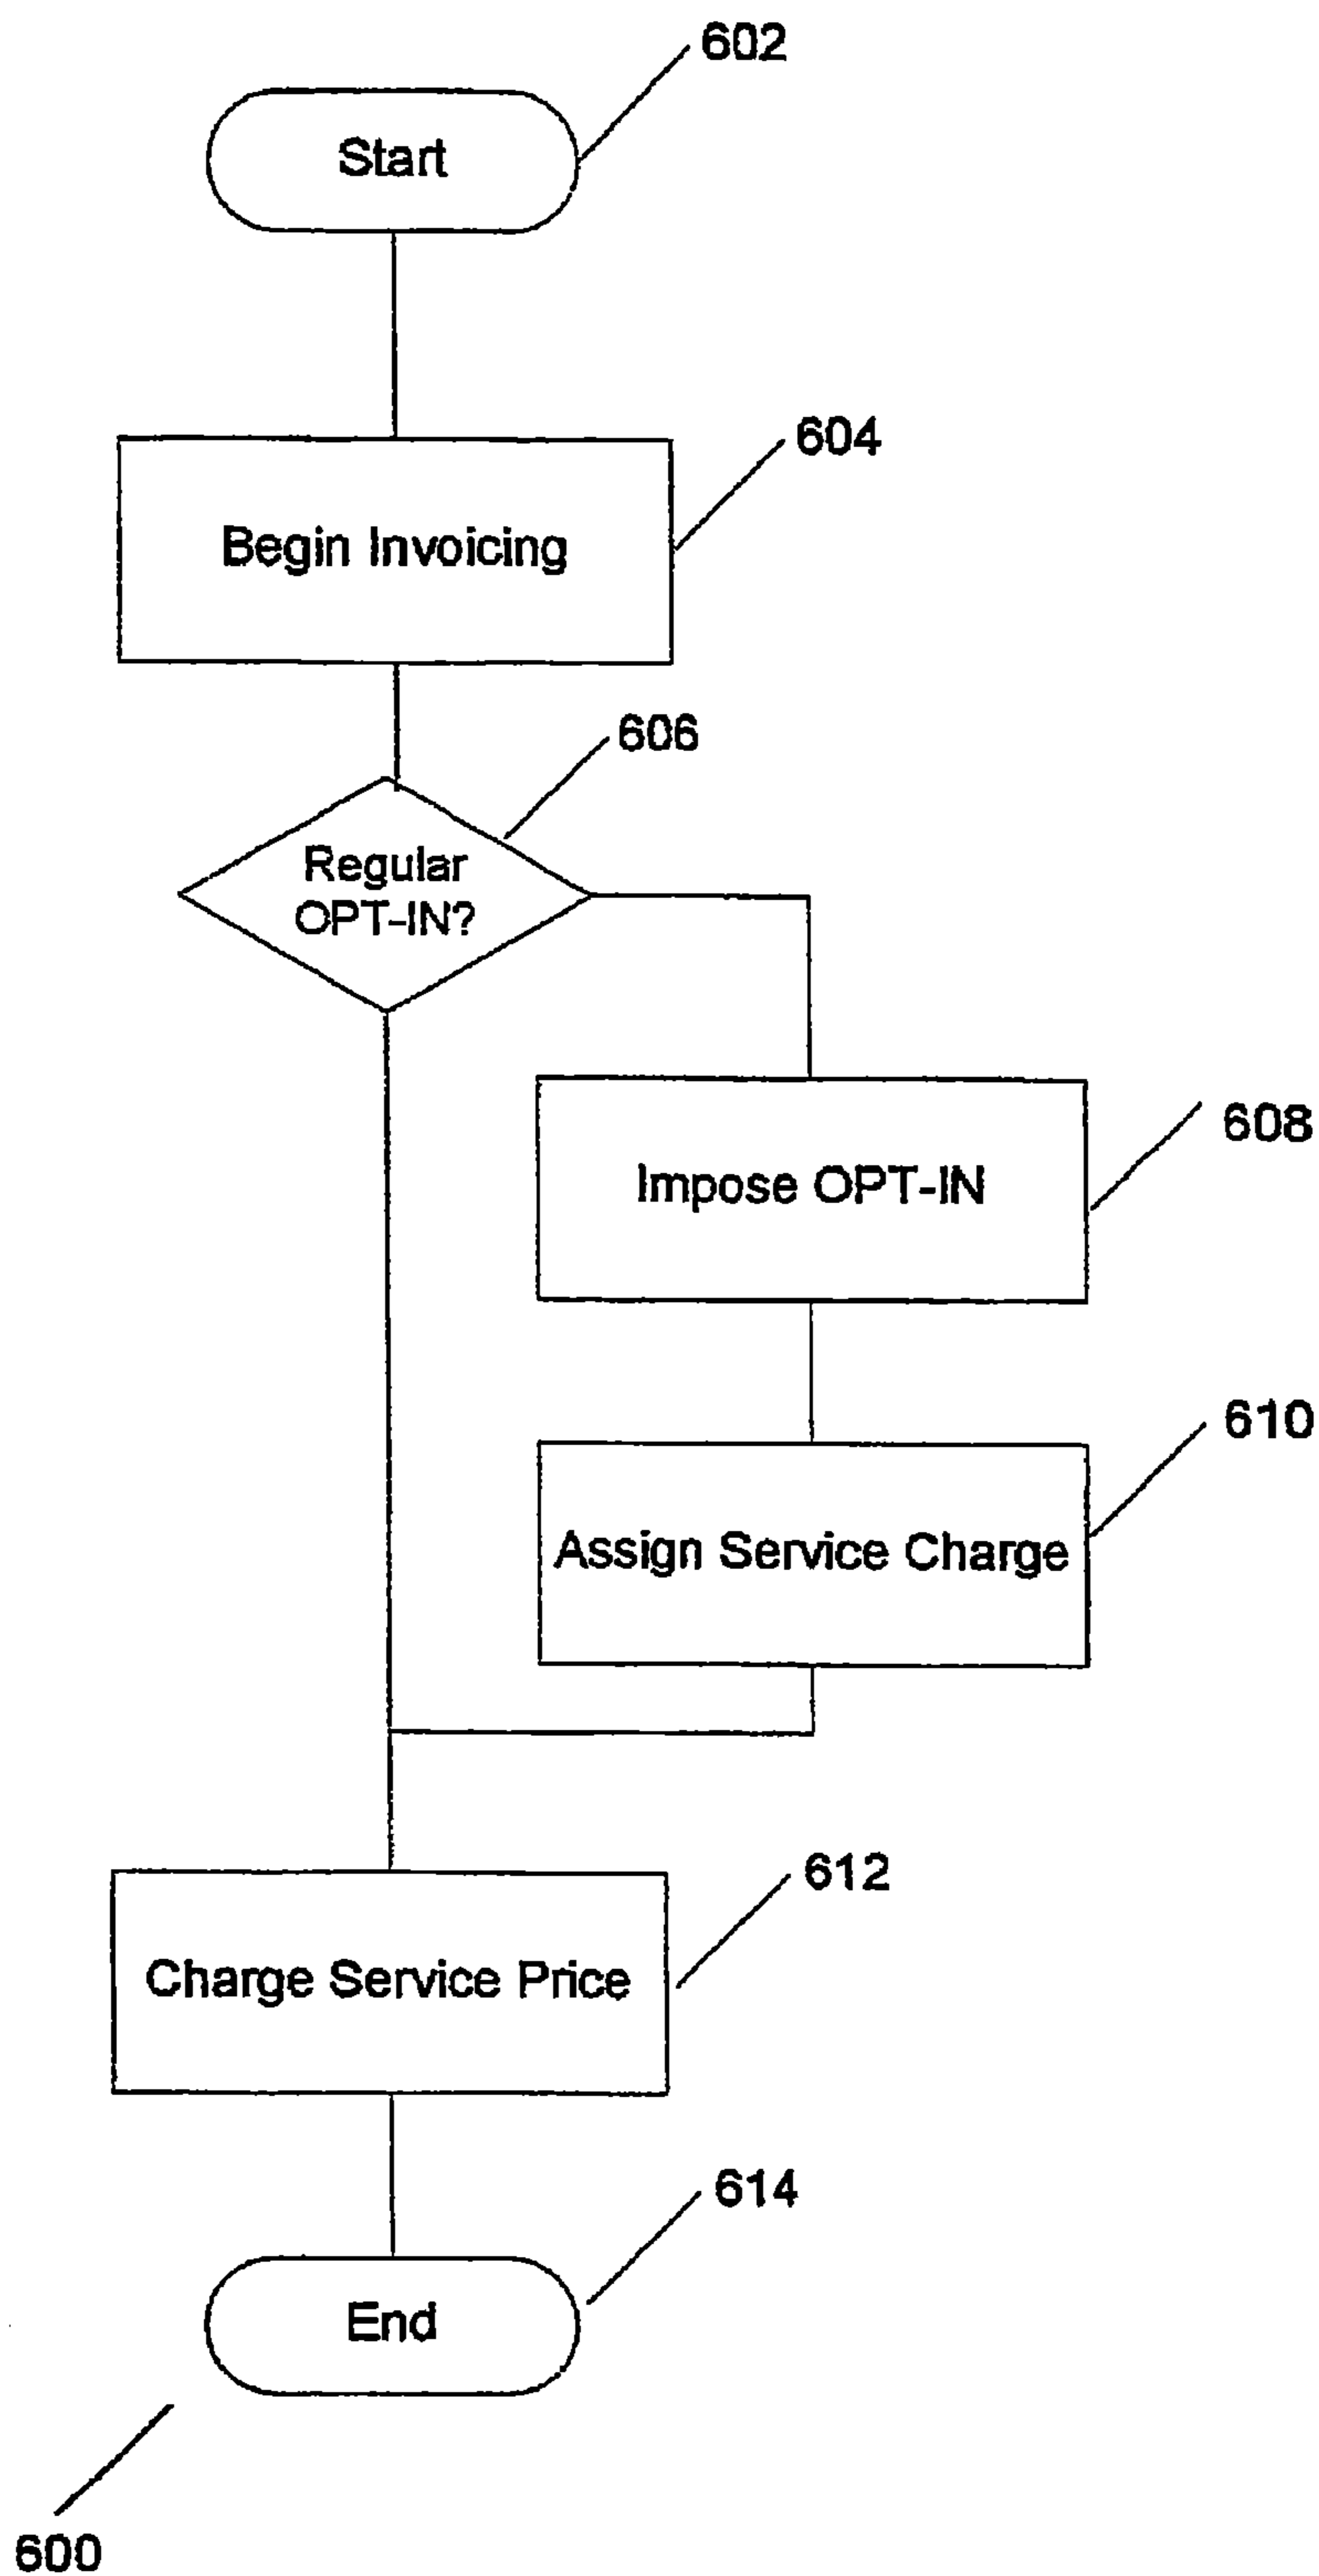 602
Start
604
Begin Invoicing
606
Regular
OPT-IN?
608
Impose OPT-IN
610
Assign Service Charge
612
Charge Service Price
614
End
600